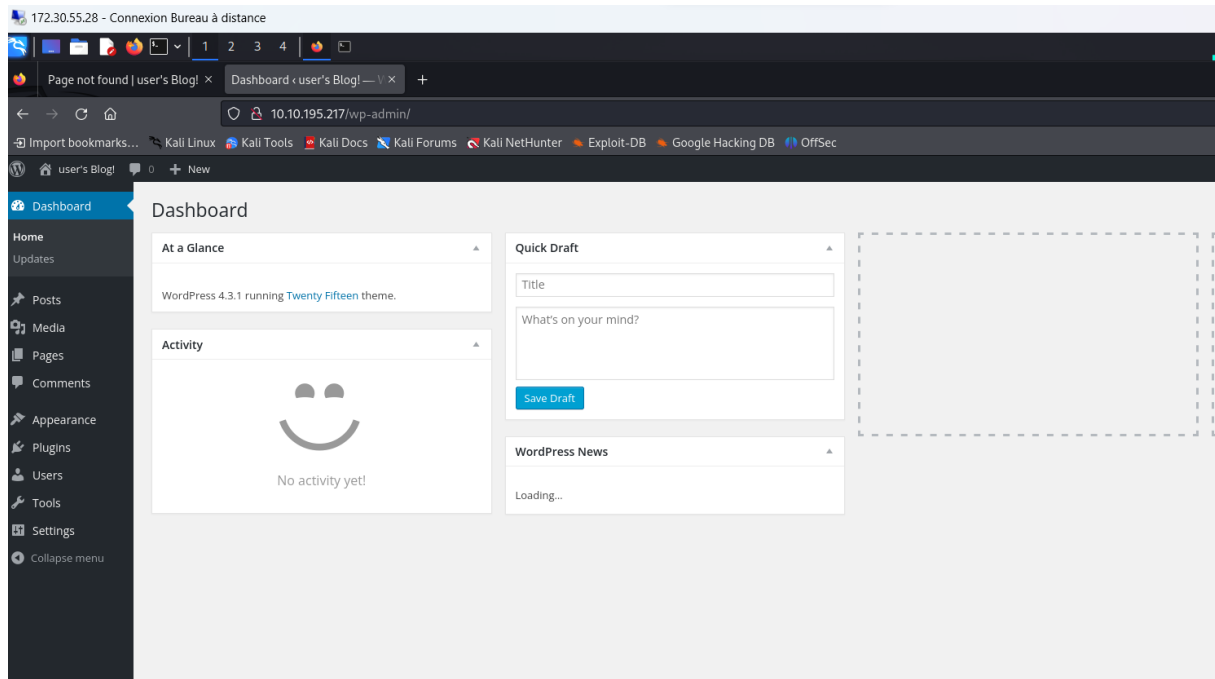 172.30.55.28 - Connexion Bureau à distance
1 2 3 4
Page not found | user's Blog! × Dashboard ‹ user's Blog! — × +
10.10.195.217/wp-admin/
Import bookmarks... Kali Linux Kali Tools Kali Docs Kali Forums Kali NetHunter Exploit-DB Google Hacking DB OffSec
user's Blog! 0 + New
Dashboard
Home
Updates
Posts
Media
Pages
Comments
Appearance
Plugins
Users
Tools
Settings
Collapse menu
Dashboard
At a Glance
WordPress 4.3.1 running Twenty Fifteen theme.
Activity
No activity yet!
Quick Draft
Title
What's on your mind?
Save Draft
WordPress News
Loading...